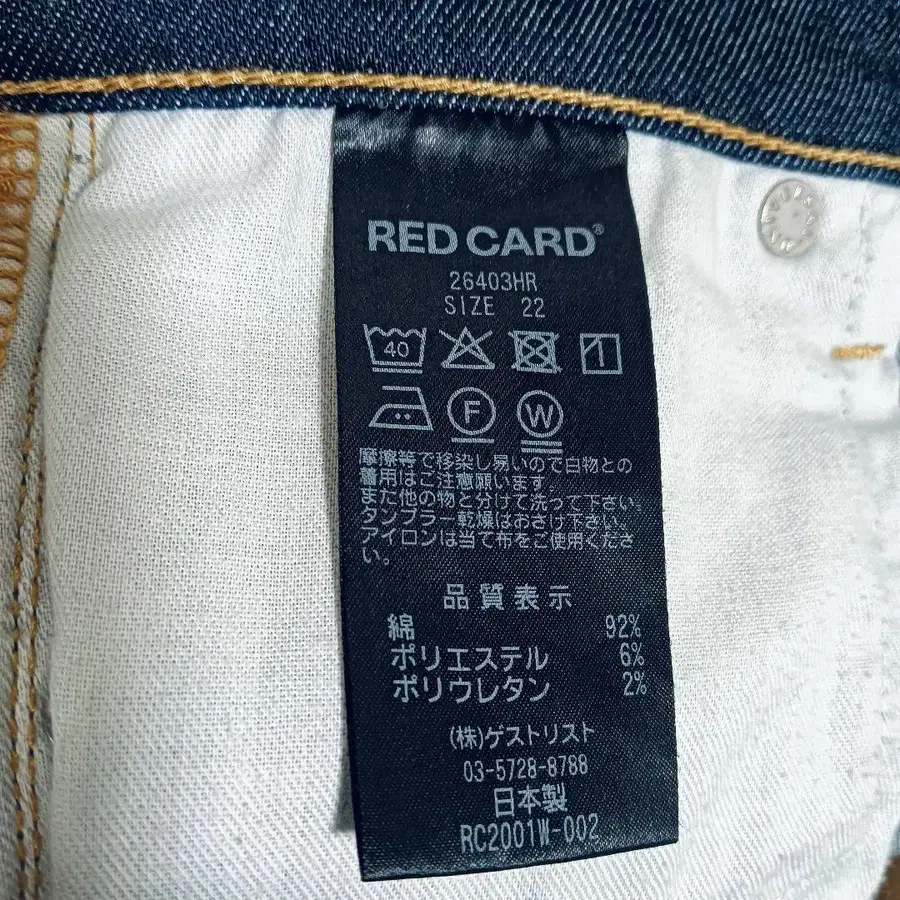 RED CARD®
26403HR
SIZE 22
40
F
W
摩擦等で移染し易いので白物との
着用はご注意願います。
また他の物と分けて洗って下さい。
タンブラー乾燥はおさけ下さい。
アイロンは当て布をご使用くださ
い。
品質表示
綿 92%
ポリエステル 6%
ポリウレタン 2%
(株)ゲストリスト
03-5728-8788
日本製
RC2001W-002